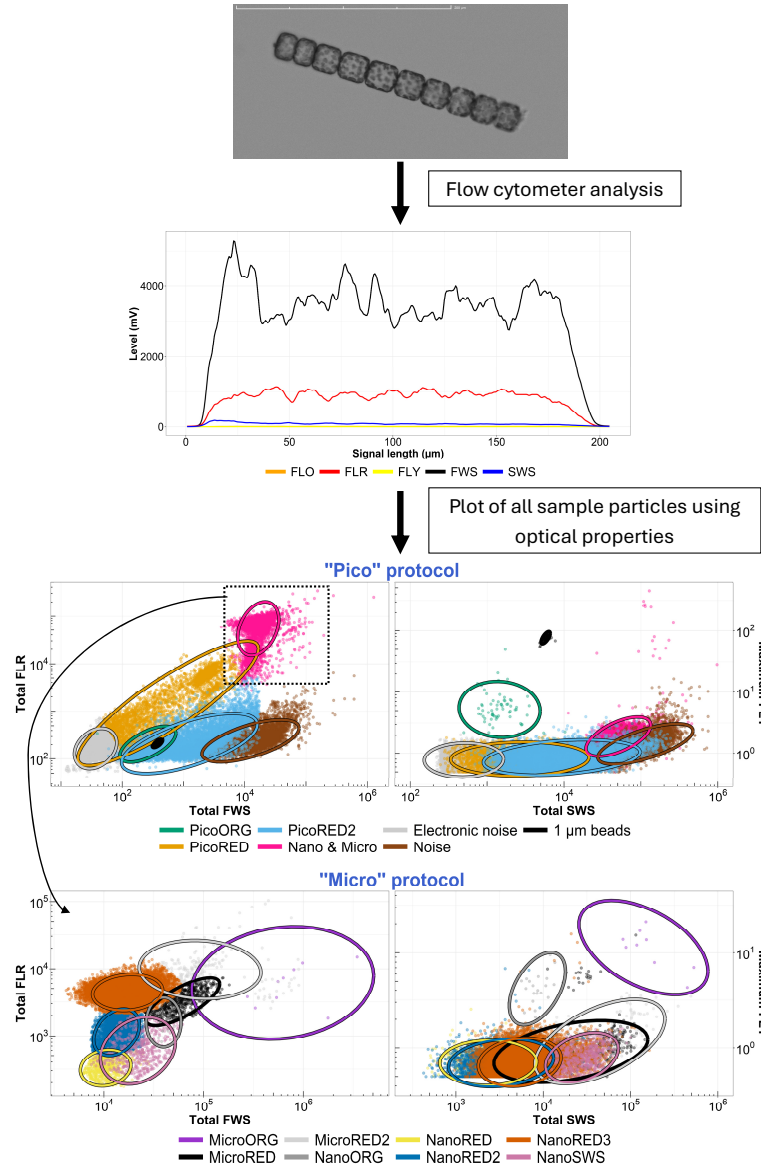 Flow cytometer analysis
Level (mV)
4000
2000
0
0 50 100 150 200
Signal length (µm)
FLO FLR FLY FWS SWS
Plot of all sample particles using
optical properties
"Pico" protocol
Total FLR
10⁴
10²
10² 10⁴ 10⁶
Total FWS
10²
10¹
10⁰
10² 10⁴ 10⁶
Total SWS
PicoORG PicoRED2 Electronic noise 1 µm beads
PicoRED Nano & Micro Noise
"Micro" protocol
Total FLR
10⁵
10⁴
10³
10⁴ 10⁵ 10⁶
Total FWS
10¹
10⁰
10³ 10⁴ 10⁵ 10⁶
Total SWS
MicroORG MicroRED2 NanoRED NanoRED3
MicroRED NanoORG NanoRED2 NanoSWS